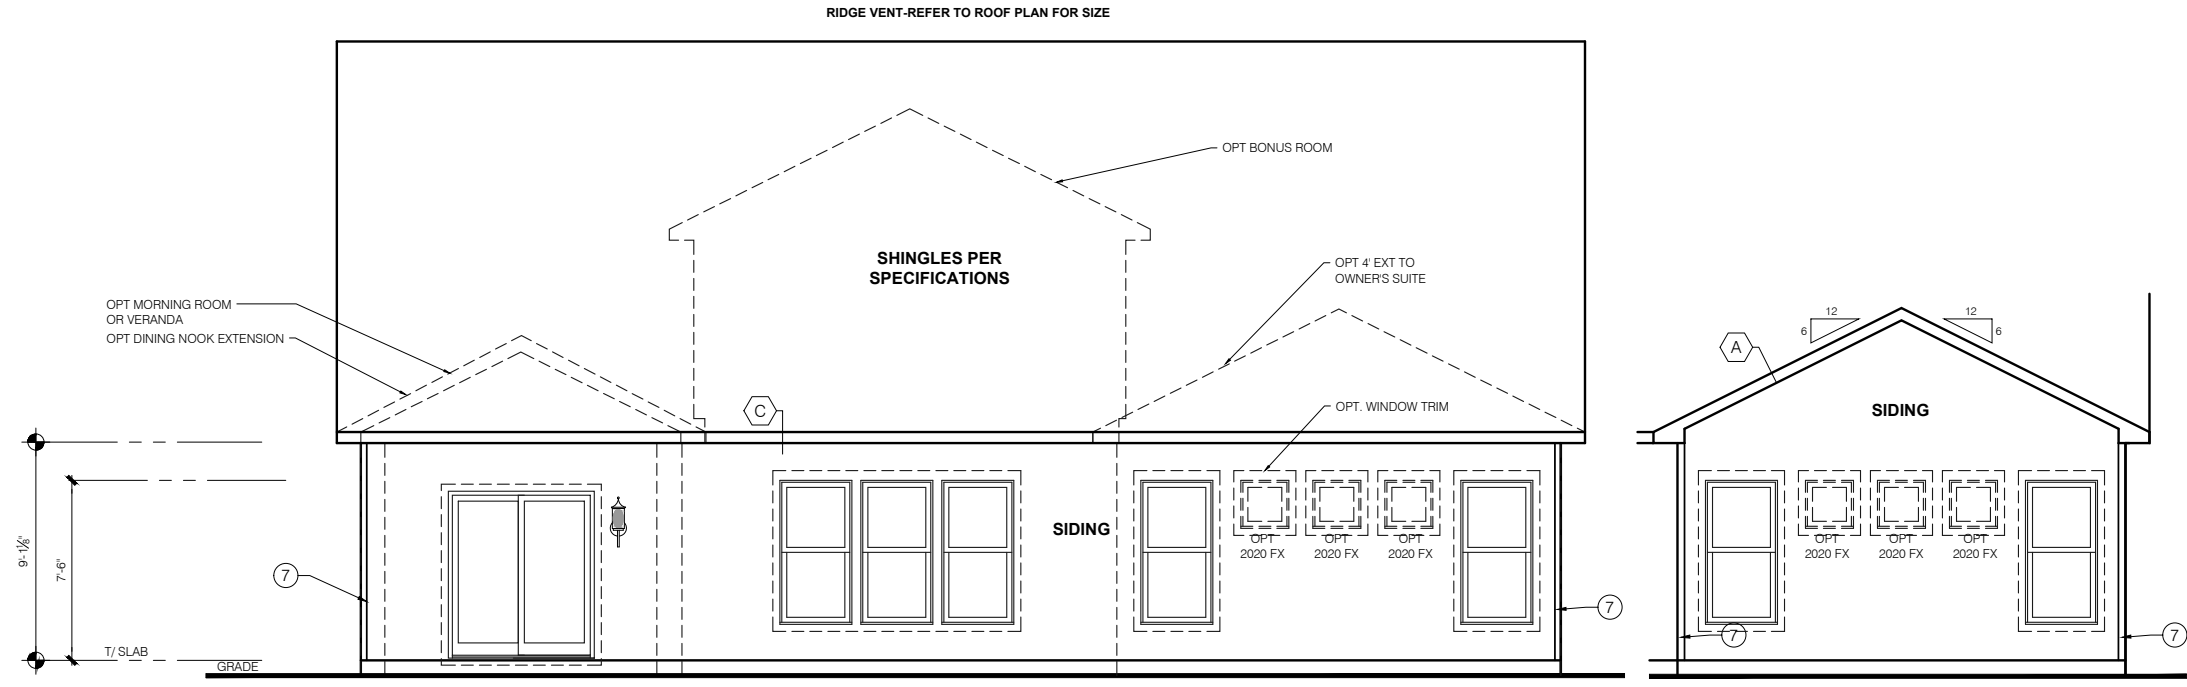 RIDGE VENT-REFER TO ROOF PLAN FOR SIZE
OPT BONUS ROOM
SHINGLES PER
SPECIFICATIONS
OPT 4' EXT TO
OWNER'S SUITE
OPT MORNING ROOM
OR VERANDA
OPT DINING NOOK EXTENSION
12
6
12
6
A
C
OPT. WINDOW TRIM
SIDING
SIDING
OPT
2020 FX
OPT
2020 FX
OPT
2020 FX
OPT
2020 FX
OPT
2020 FX
OPT
2020 FX
9'-1⅛"
7'-6"
7
7
7
7
T/ SLAB
GRADE